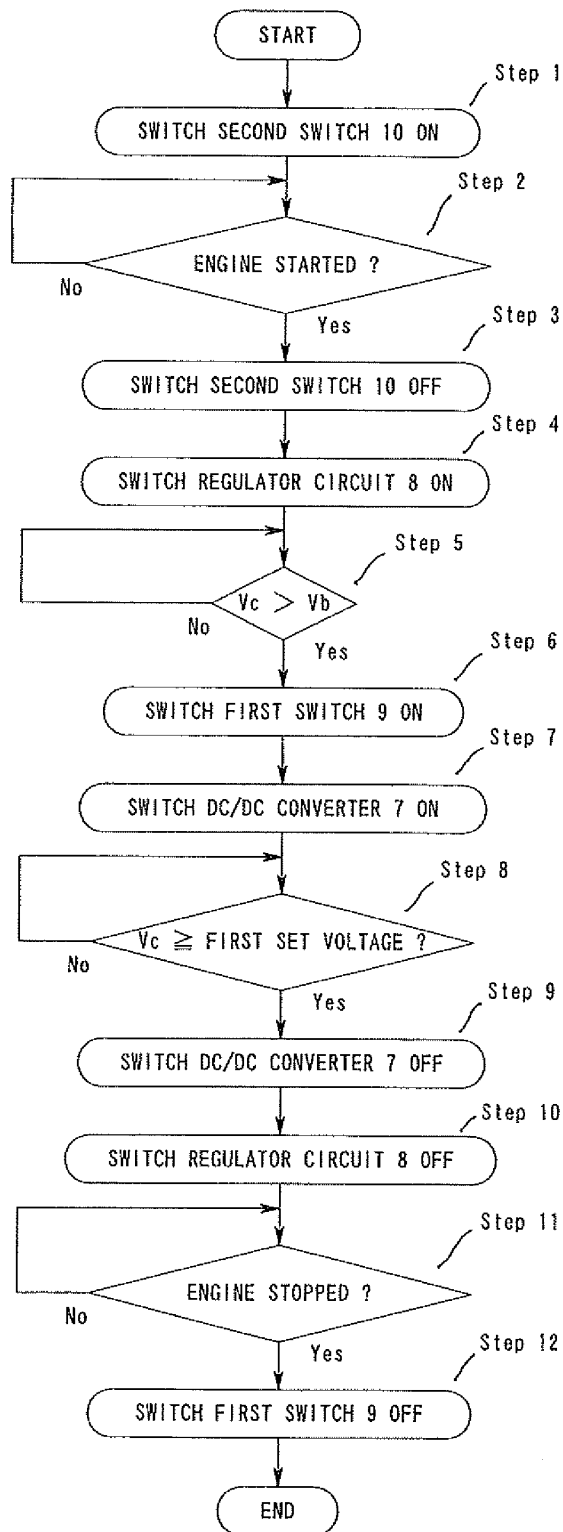 START
Step 1
SWITCH SECOND SWITCH 10 ON
Step 2
ENGINE STARTED ?
No
Yes
Step 3
SWITCH SECOND SWITCH 10 OFF
Step 4
SWITCH REGULATOR CIRCUIT 8 ON
Step 5
Vc > Vb
No
Yes
Step 6
SWITCH FIRST SWITCH 9 ON
Step 7
SWITCH DC/DC CONVERTER 7 ON
Step 8
Vc ≧ FIRST SET VOLTAGE ?
No
Yes
Step 9
SWITCH DC/DC CONVERTER 7 OFF
Step 10
SWITCH REGULATOR CIRCUIT 8 OFF
Step 11
ENGINE STOPPED ?
No
Yes
Step 12
SWITCH FIRST SWITCH 9 OFF
END